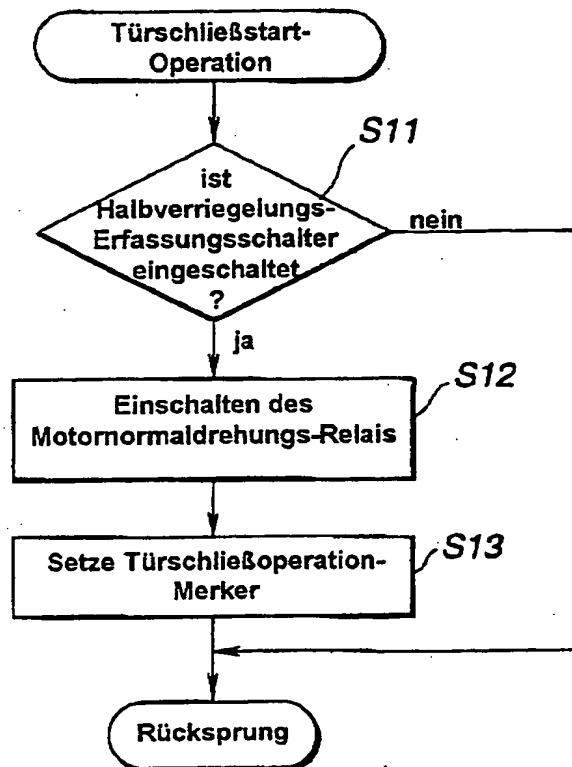 Türschließstart-
Operation
S11
ist
Halbverriegelungs-
Erfassungsschalter
eingeschaltet
?
nein
ja
S12
Einschalten des
Motornormaldrehungs-Relais
S13
Setze Türschließoperation-
Merker
Rücksprung